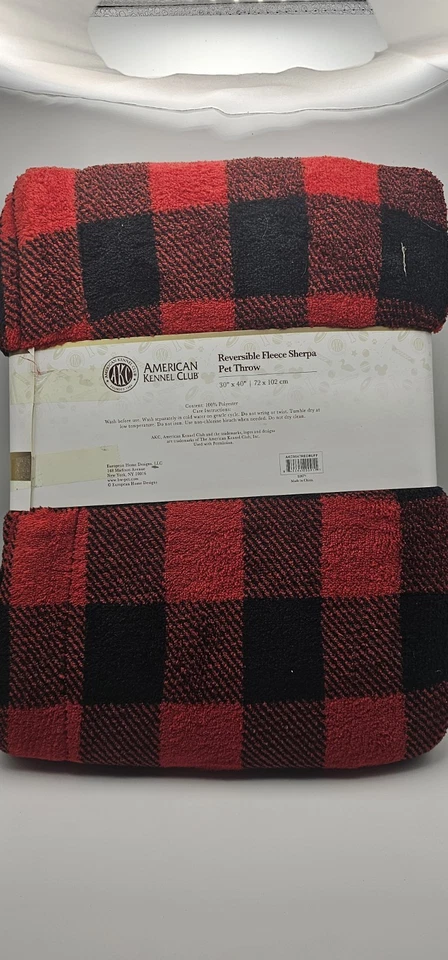 AMERICAN KENNEL
AKC
AMERICAN
KENNEL CLUB
Reversible Fleece Sherpa
Pet Throw
30" x 40" | 72 x 102 cm
Content: 100% Polyester
Care Instructions:
Wash before use. Wash separately in cold water on gentle cycle. Do not wring or twist. Tumble dry at
low temperature. Do not iron. Use non-chlorine bleach when needed. Do not dry clean.
AKC, American Kennel Club and the trademarks, logos and designs
are trademarks of The American Kennel Club, Inc.
Used with Permission.
European Home Designs, LLC.
New York, NY, 10016
© European Home Designs
Made in China